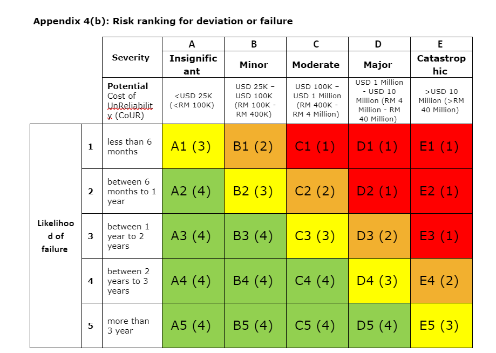 Appendix 4(b): Risk ranking for deviation or failure
A B C D E
Severity
Insignific
ant
Minor
Moderate
Major
Catastrop
hic
Potential
Cost of
UnReliabilit
y (CoUR)
<USD 25K
(<RM 100K)
USD 25K –
USD 100K
(RM 100K -
RM 400K)
USD 100K –
USD 1 Million
(RM 400K -
RM 4 Million)
USD 1 Million
- USD 10
Million (RM 4
Million - RM
40 Million)
>USD 10
Million (>RM
40 Million)
Likelihoo
d of
failure
1
less than 6
months
A1 (3) B1 (2) C1 (1) D1 (1) E1 (1)
2
between 6
months to 1
year
A2 (4) B2 (3) C2 (2) D2 (1) E2 (1)
3
between 1
year to 2
years
A3 (4) B3 (4) C3 (3) D3 (2) E3 (1)
4
between 2
years to 3
years
A4 (4) B4 (4) C4 (4) D4 (3) E4 (2)
5
more than
3 year
A5 (4) B5 (4) C5 (4) D5 (4) E5 (3)